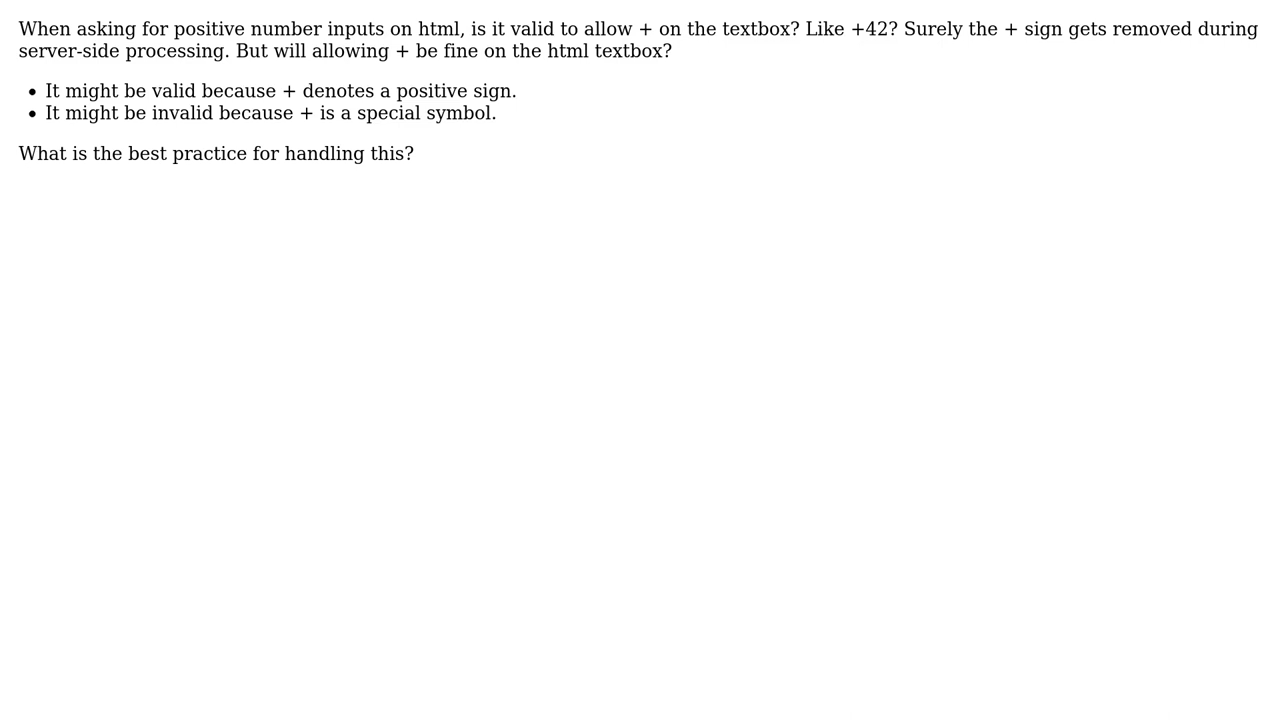 When asking for positive number inputs on html, is it valid to allow + on the textbox? Like +42? Surely the + sign gets removed during
server-side processing. But will allowing + be fine on the html textbox?
• It might be valid because + denotes a positive sign.
• It might be invalid because + is a special symbol.
What is the best practice for handling this?